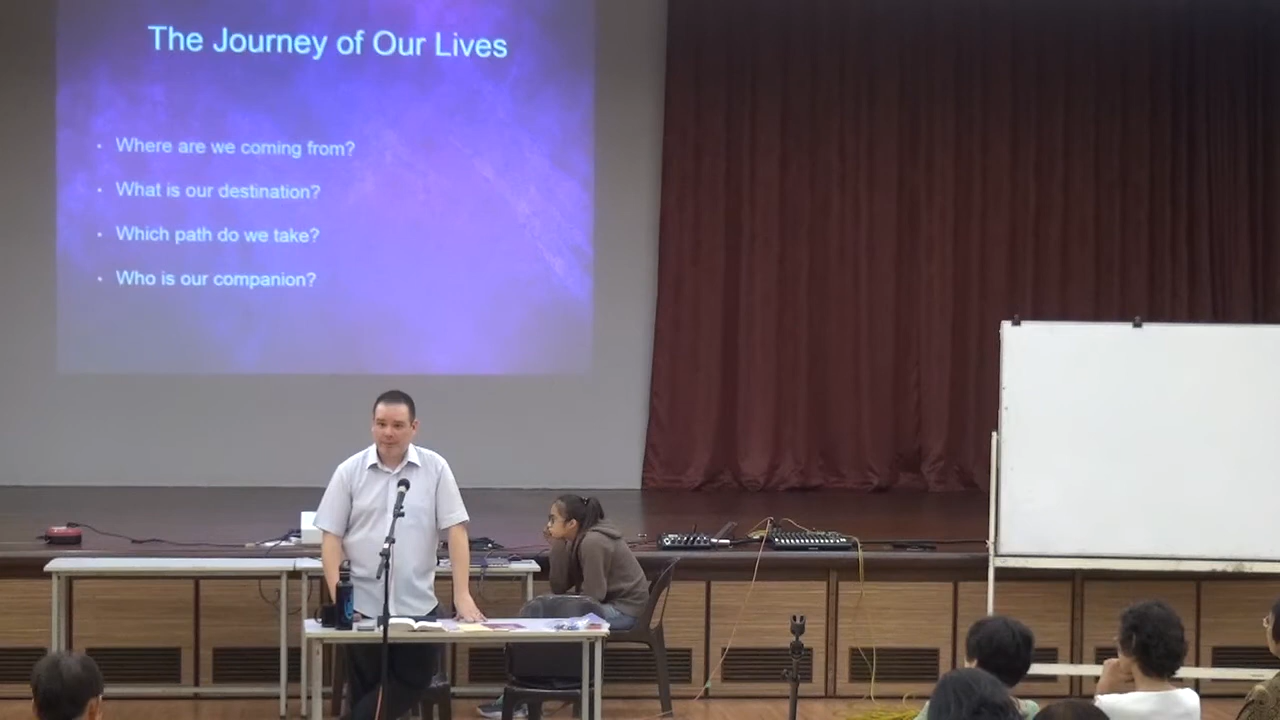 The Journey of Our Lives
Where are we coming from?
What is our destination?
Which path do we take?
Who is our companion?